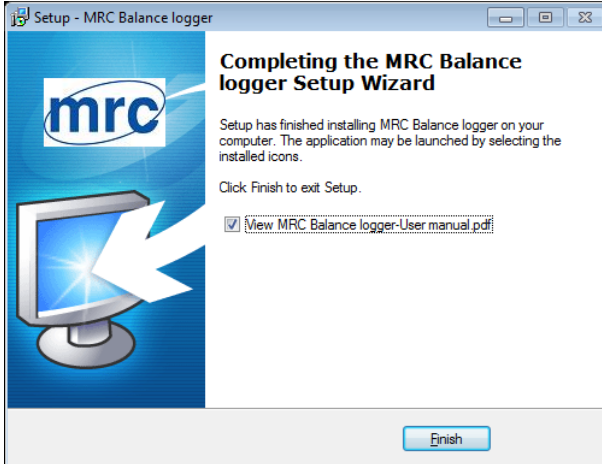 Setup - MRC Balance logger
mrc
Completing the MRC Balance
logger Setup Wizard
Setup has finished installing MRC Balance logger on your
computer. The application may be launched by selecting the
installed icons.
Click Finish to exit Setup.
View MRC Balance logger-User manual.pdf
Finish